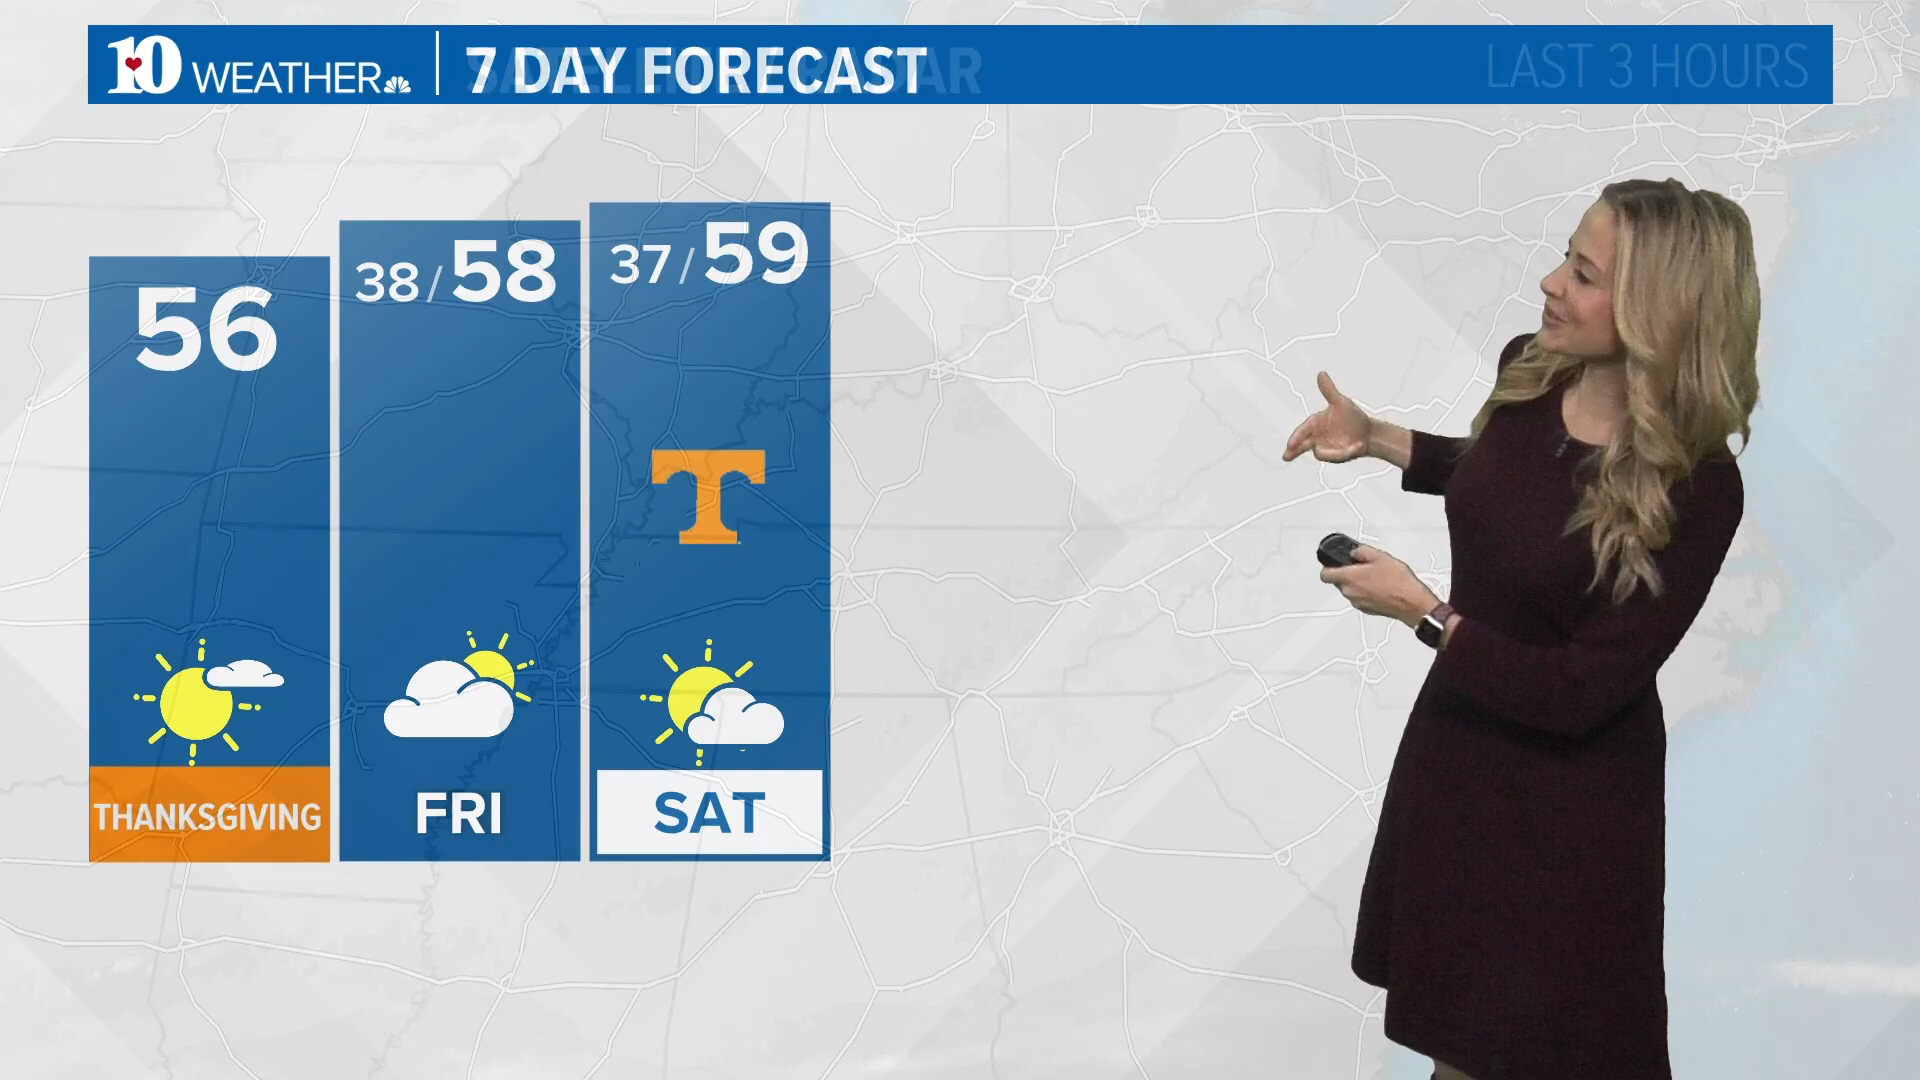 10 WEATHER 7 DAY FORECAST
LAST 3 HOURS
56
38/58
37/59
T
THANKSGIVING
FRI
SAT